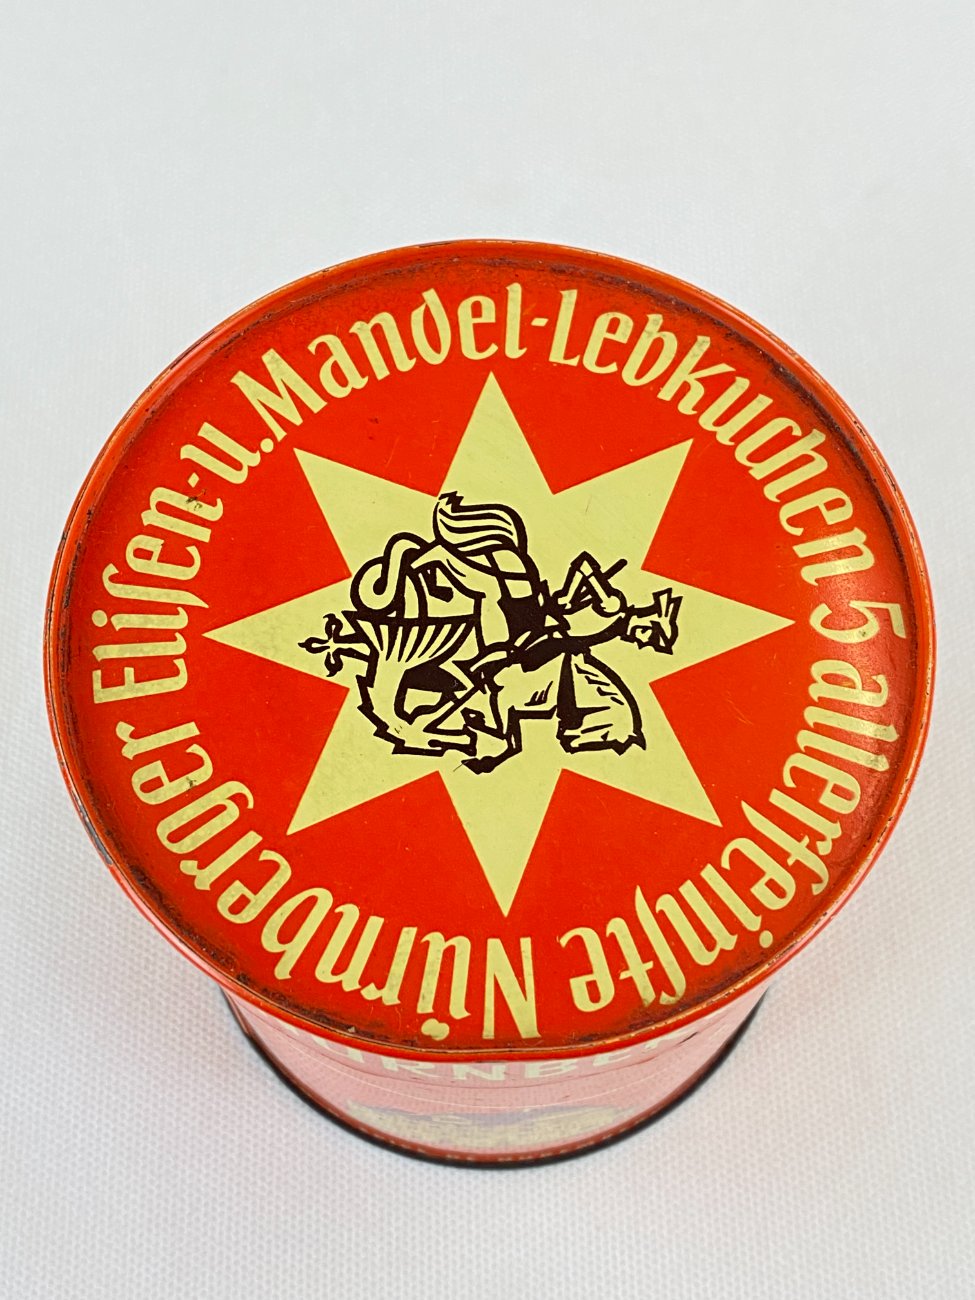 5 allerfeinſte Nürnberger Eliſen-u. Mandel-Lebkuchen